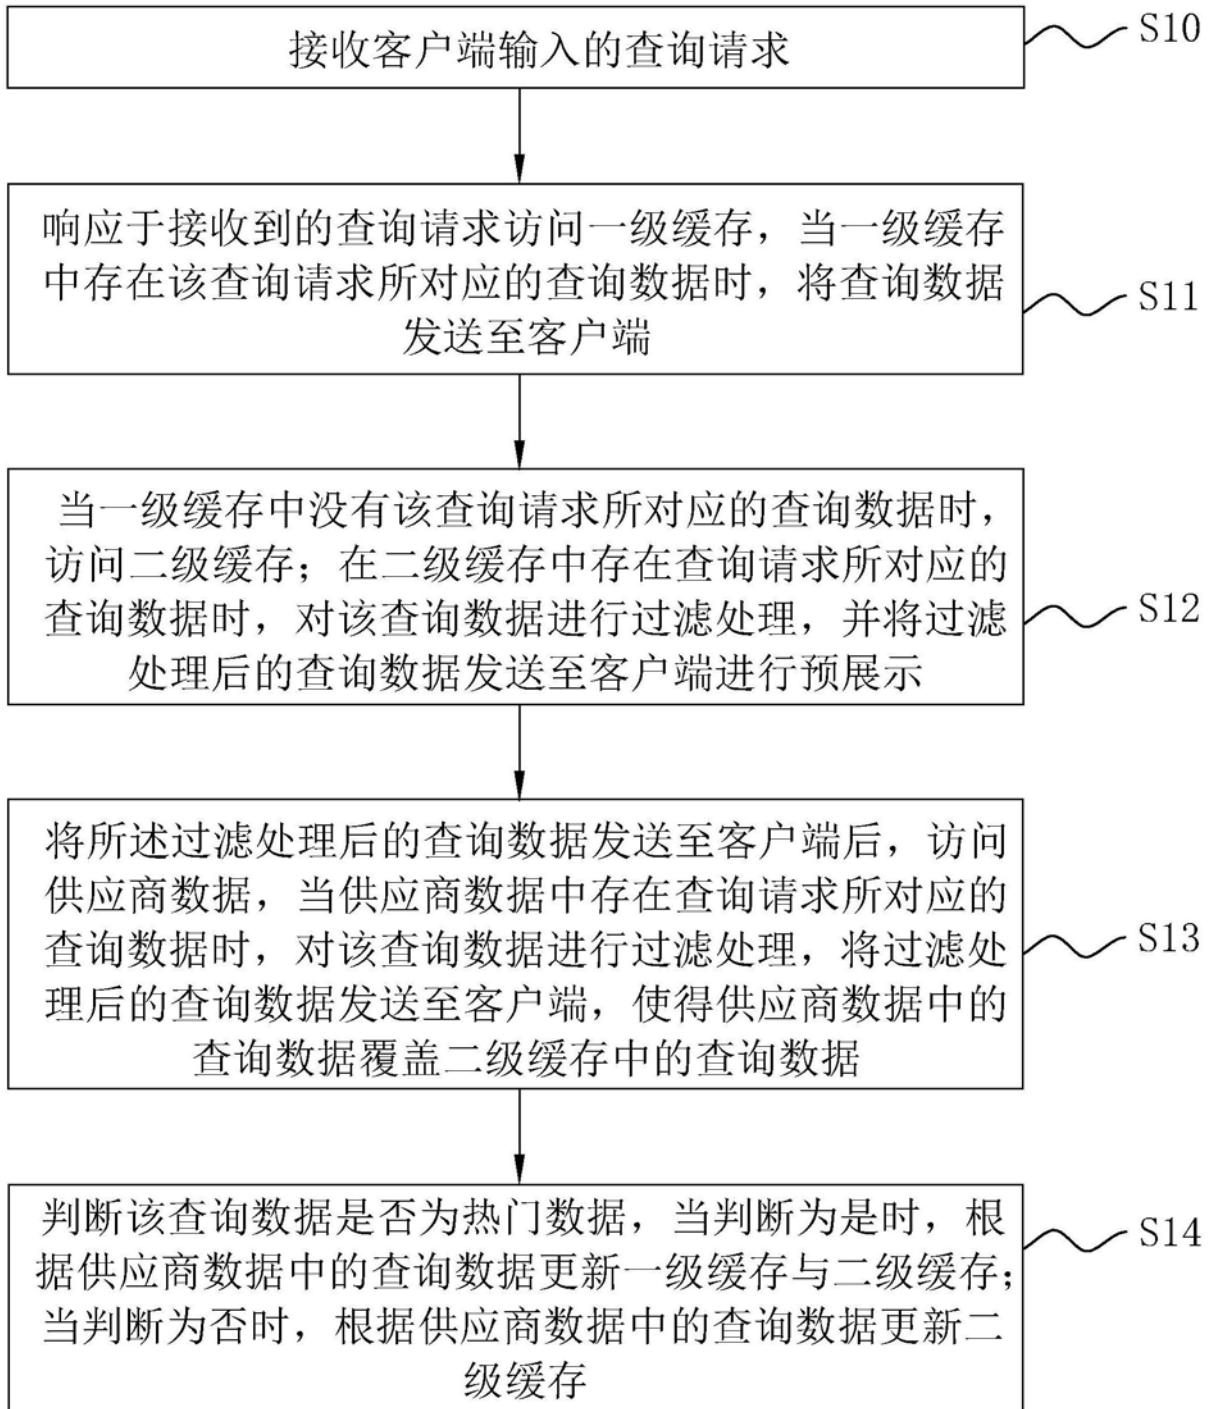 接收客户端输入的查询请求
S10
响应于接收到的查询请求访问一级缓存，当一级缓存
中存在该查询请求所对应的查询数据时，将查询数据
发送至客户端
S11
当一级缓存中没有该查询请求所对应的查询数据时，
访问二级缓存；在二级缓存中存在查询请求所对应的
查询数据时，对该查询数据进行过滤处理，并将过滤
处理后的查询数据发送至客户端进行预展示
S12
将所述过滤处理后的查询数据发送至客户端后，访问
供应商数据，当供应商数据中存在查询请求所对应的
查询数据时，对该查询数据进行过滤处理，将过滤处
理后的查询数据发送至客户端，使得供应商数据中的
查询数据覆盖二级缓存中的查询数据
S13
判断该查询数据是否为热门数据，当判断为是时，根
据供应商数据中的查询数据更新一级缓存与二级缓存；
当判断为否时，根据供应商数据中的查询数据更新二
级缓存
S14